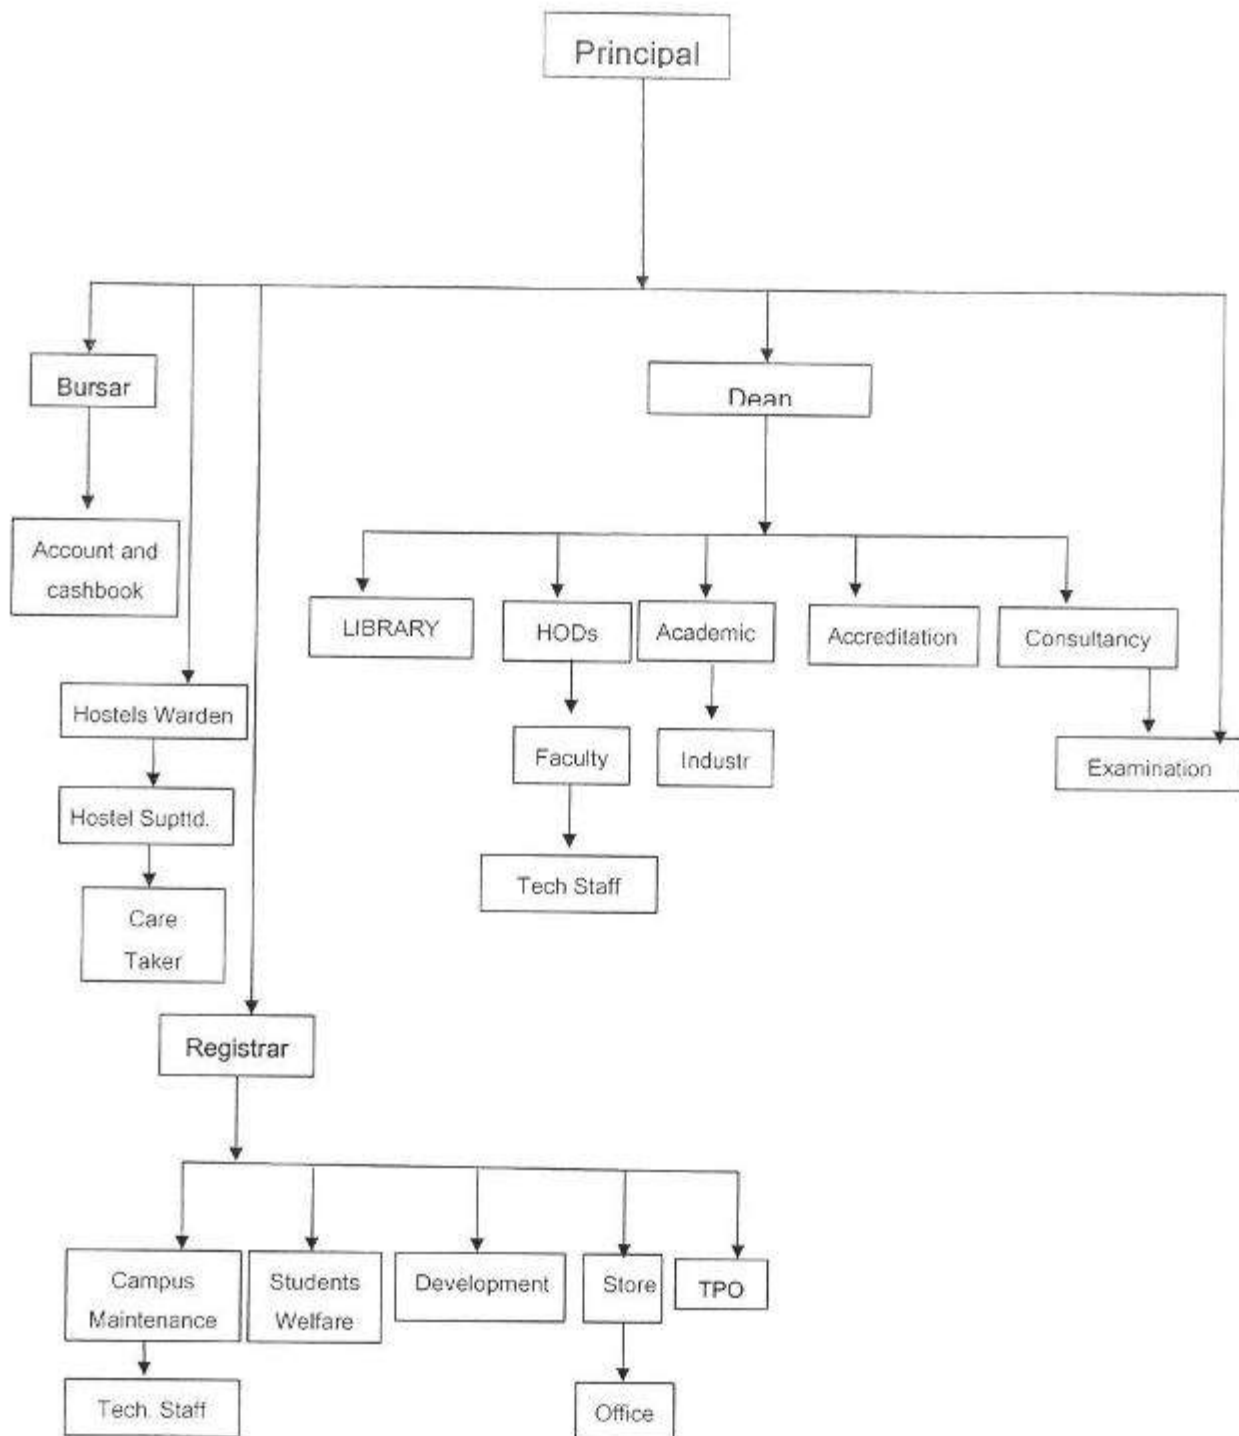 Principal
Bursar
Dean
Account and
cashbook
LIBRARY
HODs
Academic
Accreditation
Consultancy
Hostels Warden
Faculty
Industr
Examination
Hostel Supttd.
Tech Staff
Care
Taker
Registrar
Campus
Maintenance
Students
Welfare
Development
Store
TPO
Tech. Staff
Office